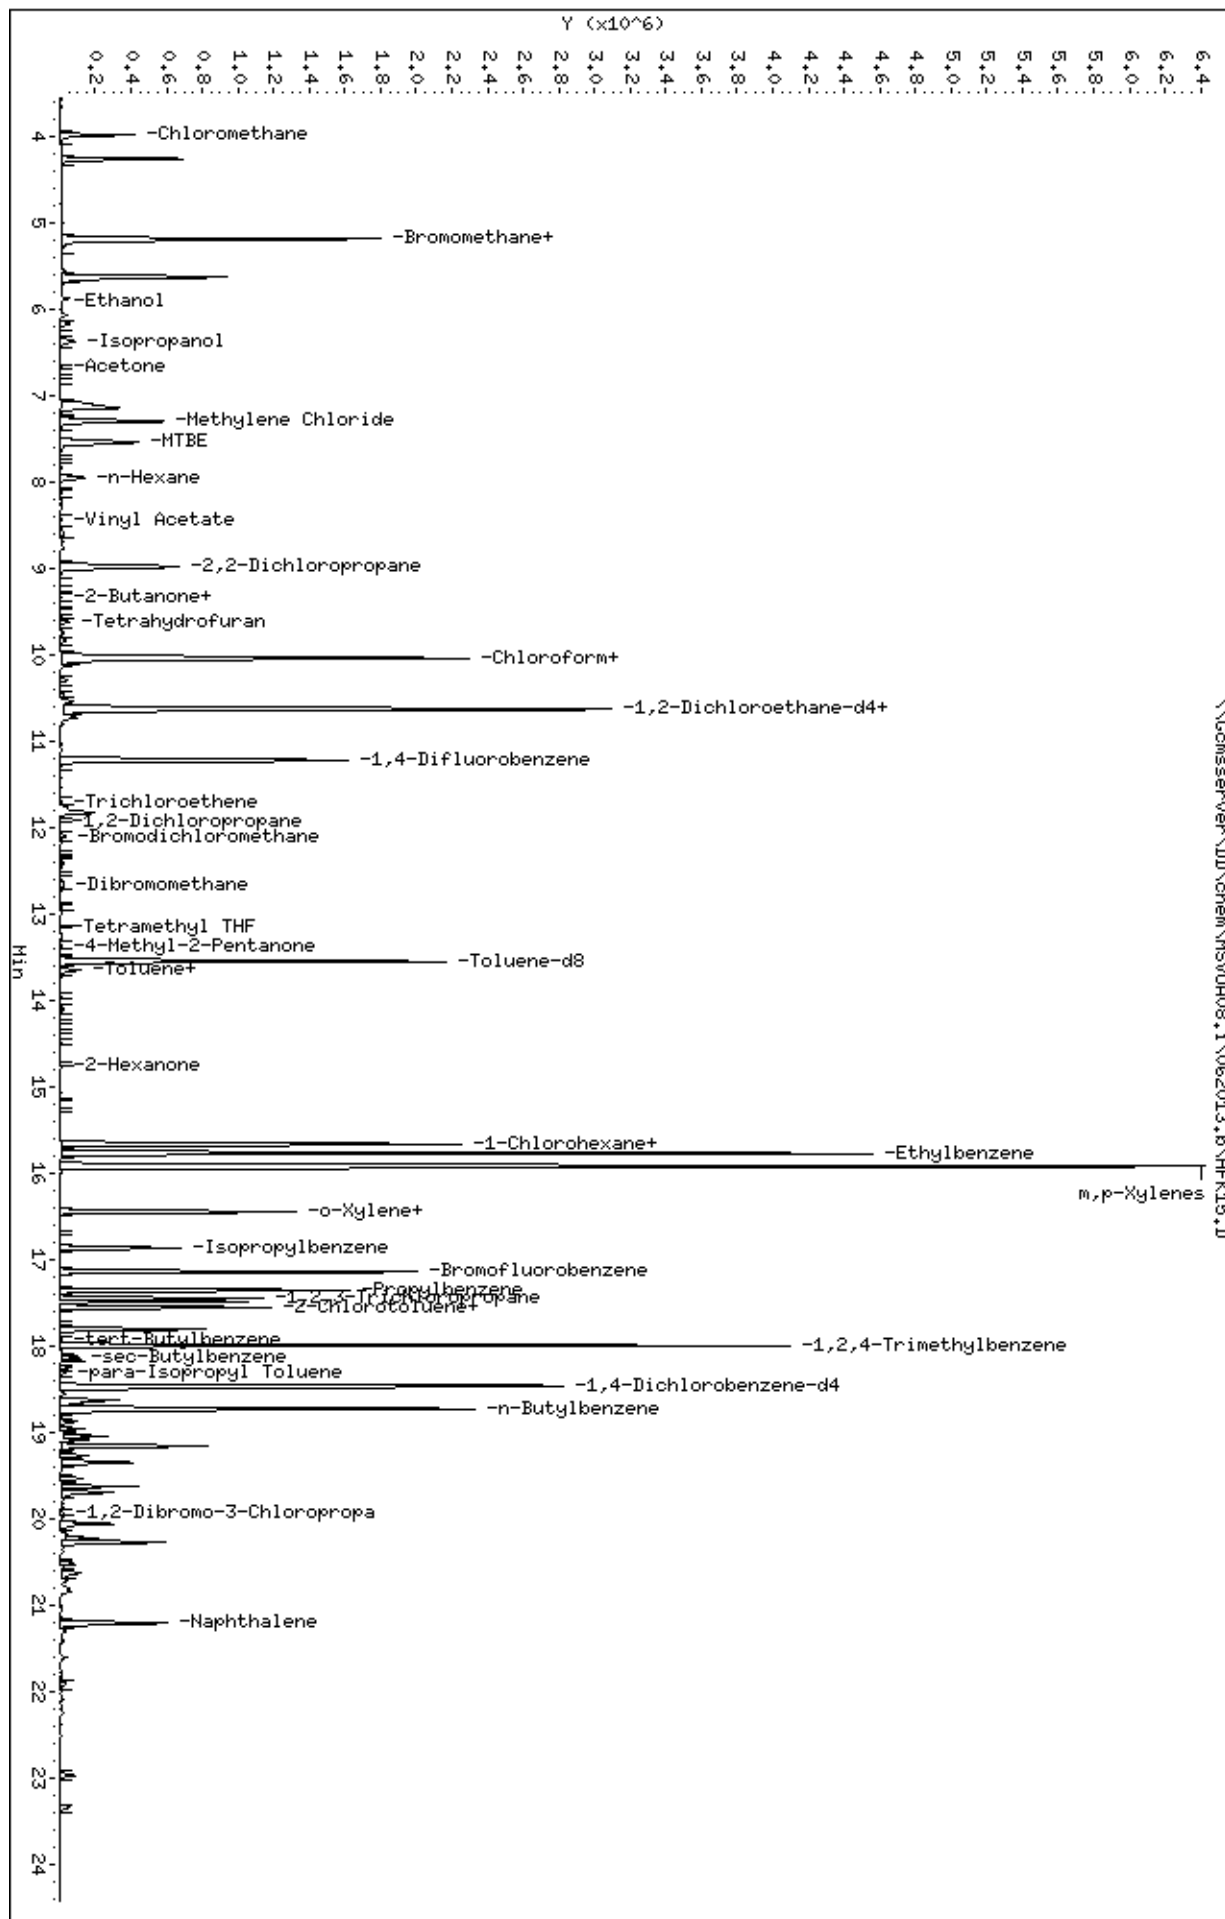 Y (x10^6)
0.2
0.4
0.6
0.8
1.0
1.2
1.4
1.6
1.8
2.0
2.2
2.4
2.6
2.8
3.0
3.2
3.4
3.6
3.8
4.0
4.2
4.4
4.6
4.8
5.0
5.2
5.4
5.6
5.8
6.0
6.2
6.4
4
-Chloromethane
5
-Bromomethane+
-Ethanol
6
-Isopropanol
-Acetone
7
-Methylene Chloride
-MTBE
-n-Hexane
8
-Vinyl Acetate
-2,2-Dichloropropane
9
-2-Butanone+
-Tetrahydrofuran
10
-Chloroform+
-1,2-Dichloroethane-d4+
11
-1,4-Difluorobenzene
-Trichloroethene
-1,2-Dichloropropane
12
-Bromodichloromethane
-Dibromomethane
13
-Tetramethyl THF
-4-Methyl-2-Pentanone
-Toluene-d8
-Toluene+
Min
14
-2-Hexanone
15
-1-Chlorohexane+
-Ethylbenzene
16
m,p-Xylenes
-o-Xylene+
-Isopropylbenzene
17
-Bromofluorobenzene
-Propylbenzene
-1,2,3-Trichloropropane
-2-Chlorotoluene+
-tert-Butylbenzene
18
-1,2,4-Trimethylbenzene
-sec-Butylbenzene
-para-Isopropyl Toluene
-1,4-Dichlorobenzene-d4
-n-Butylbenzene
19
-1,2-Dibromo-3-Chloropropa
20
21
-Naphthalene
22
23
24